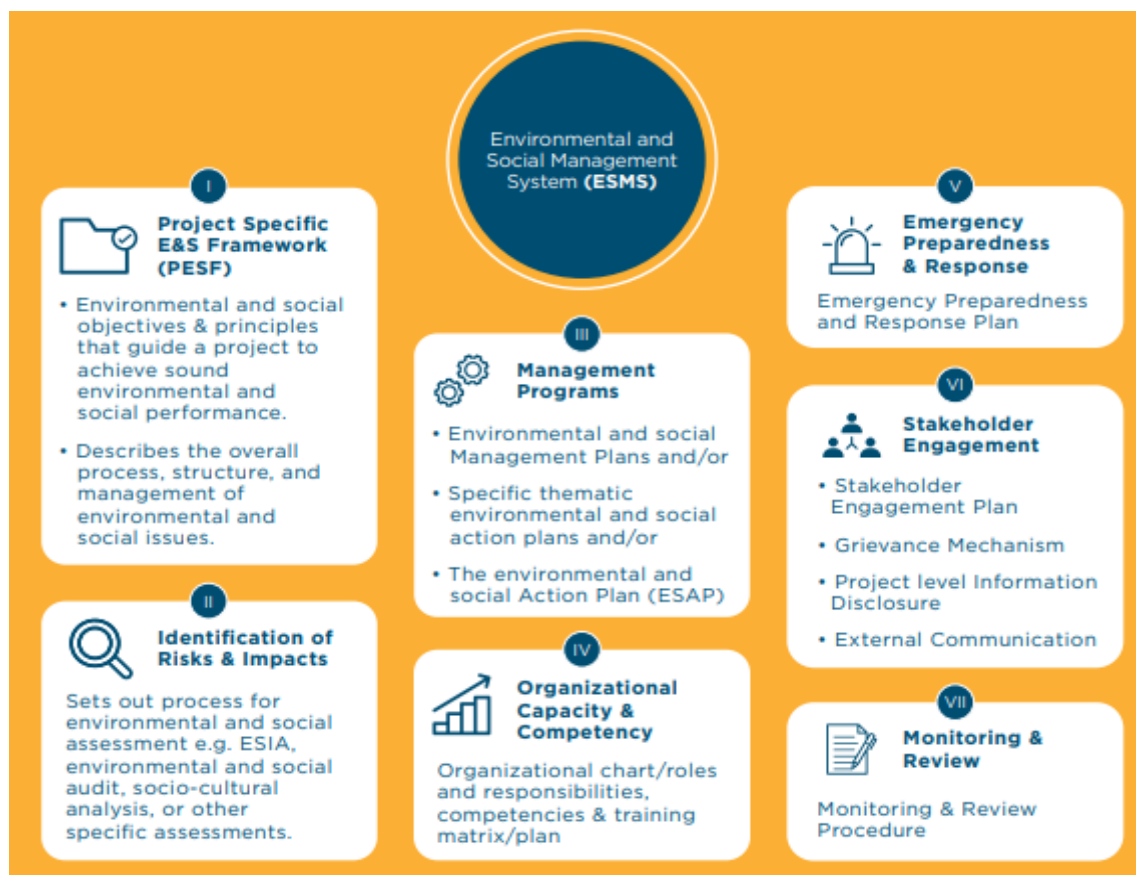 Environmental and
Social Management
System (ESMS)
I
Project Specific
E&S Framework
(PESF)
• Environmental and social
objectives & principles
that guide a project to
achieve sound
environmental and
social performance.
• Describes the overall
process, structure, and
management of
environmental and
social issues.
II
Identification of
Risks & Impacts
Sets out process for
environmental and social
assessment e.g. ESIA,
environmental and social
audit, socio-cultural
analysis, or other
specific assessments.
III
Management
Programs
• Environmental and social
Management Plans and/or
• Specific thematic
environmental and social
action plans and/or
• The environmental and
social Action Plan (ESAP)
IV
Organizational
Capacity &
Competency
Organizational chart/roles
and responsibilities,
competencies & training
matrix/plan
V
Emergency
Preparedness
& Response
Emergency Preparedness
and Response Plan
VI
Stakeholder
Engagement
• Stakeholder
Engagement Plan
• Grievance Mechanism
• Project level Information
Disclosure
• External Communication
VII
Monitoring &
Review
Monitoring & Review
Procedure